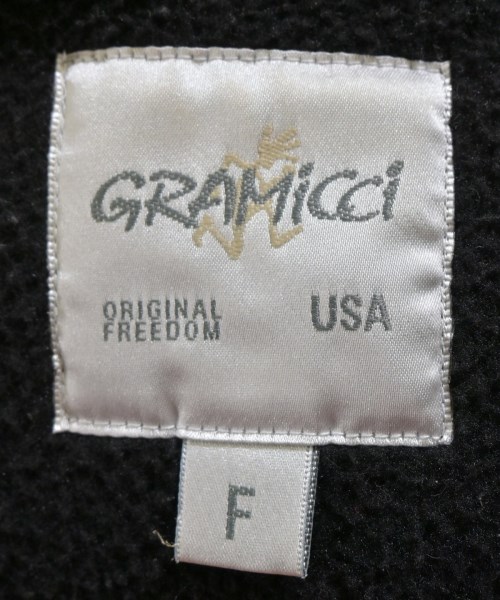 GRAMiCCi
ORIGINAL
FREEDOM
USA
F